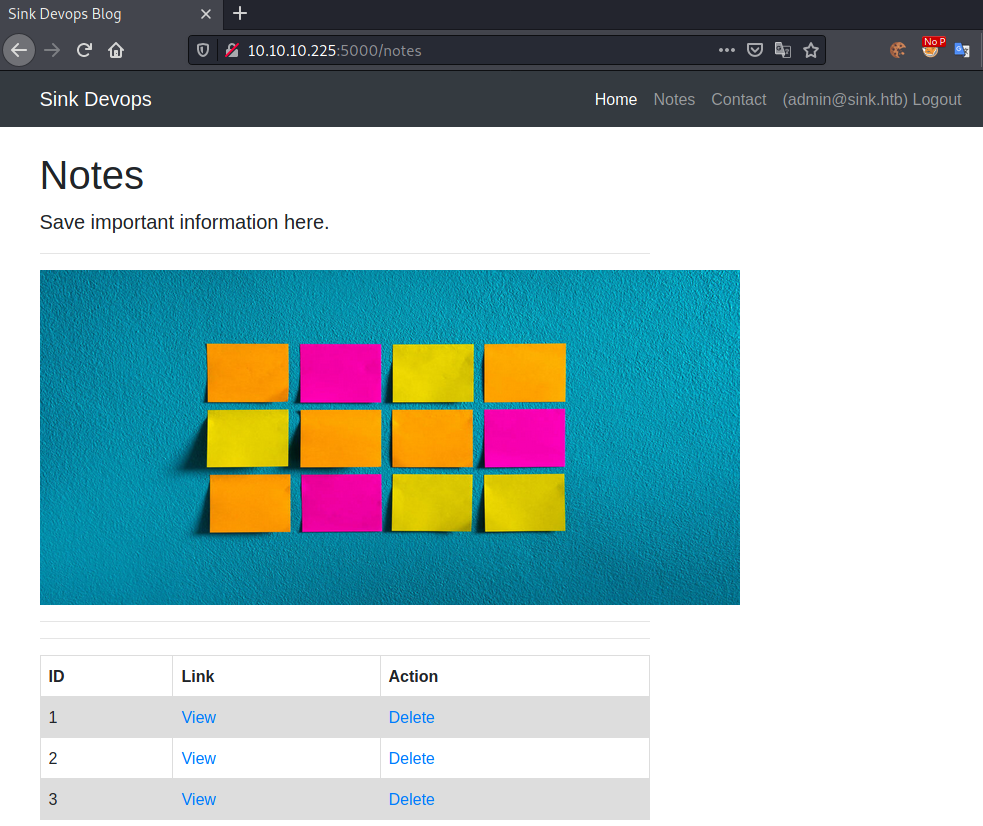 Sink Devops Blog
10.10.10.225:5000/notes
No P
Sink Devops
Home Notes Contact (admin@sink.htb) Logout
Notes
Save important information here.
ID Link Action
1 View Delete
2 View Delete
3 View Delete